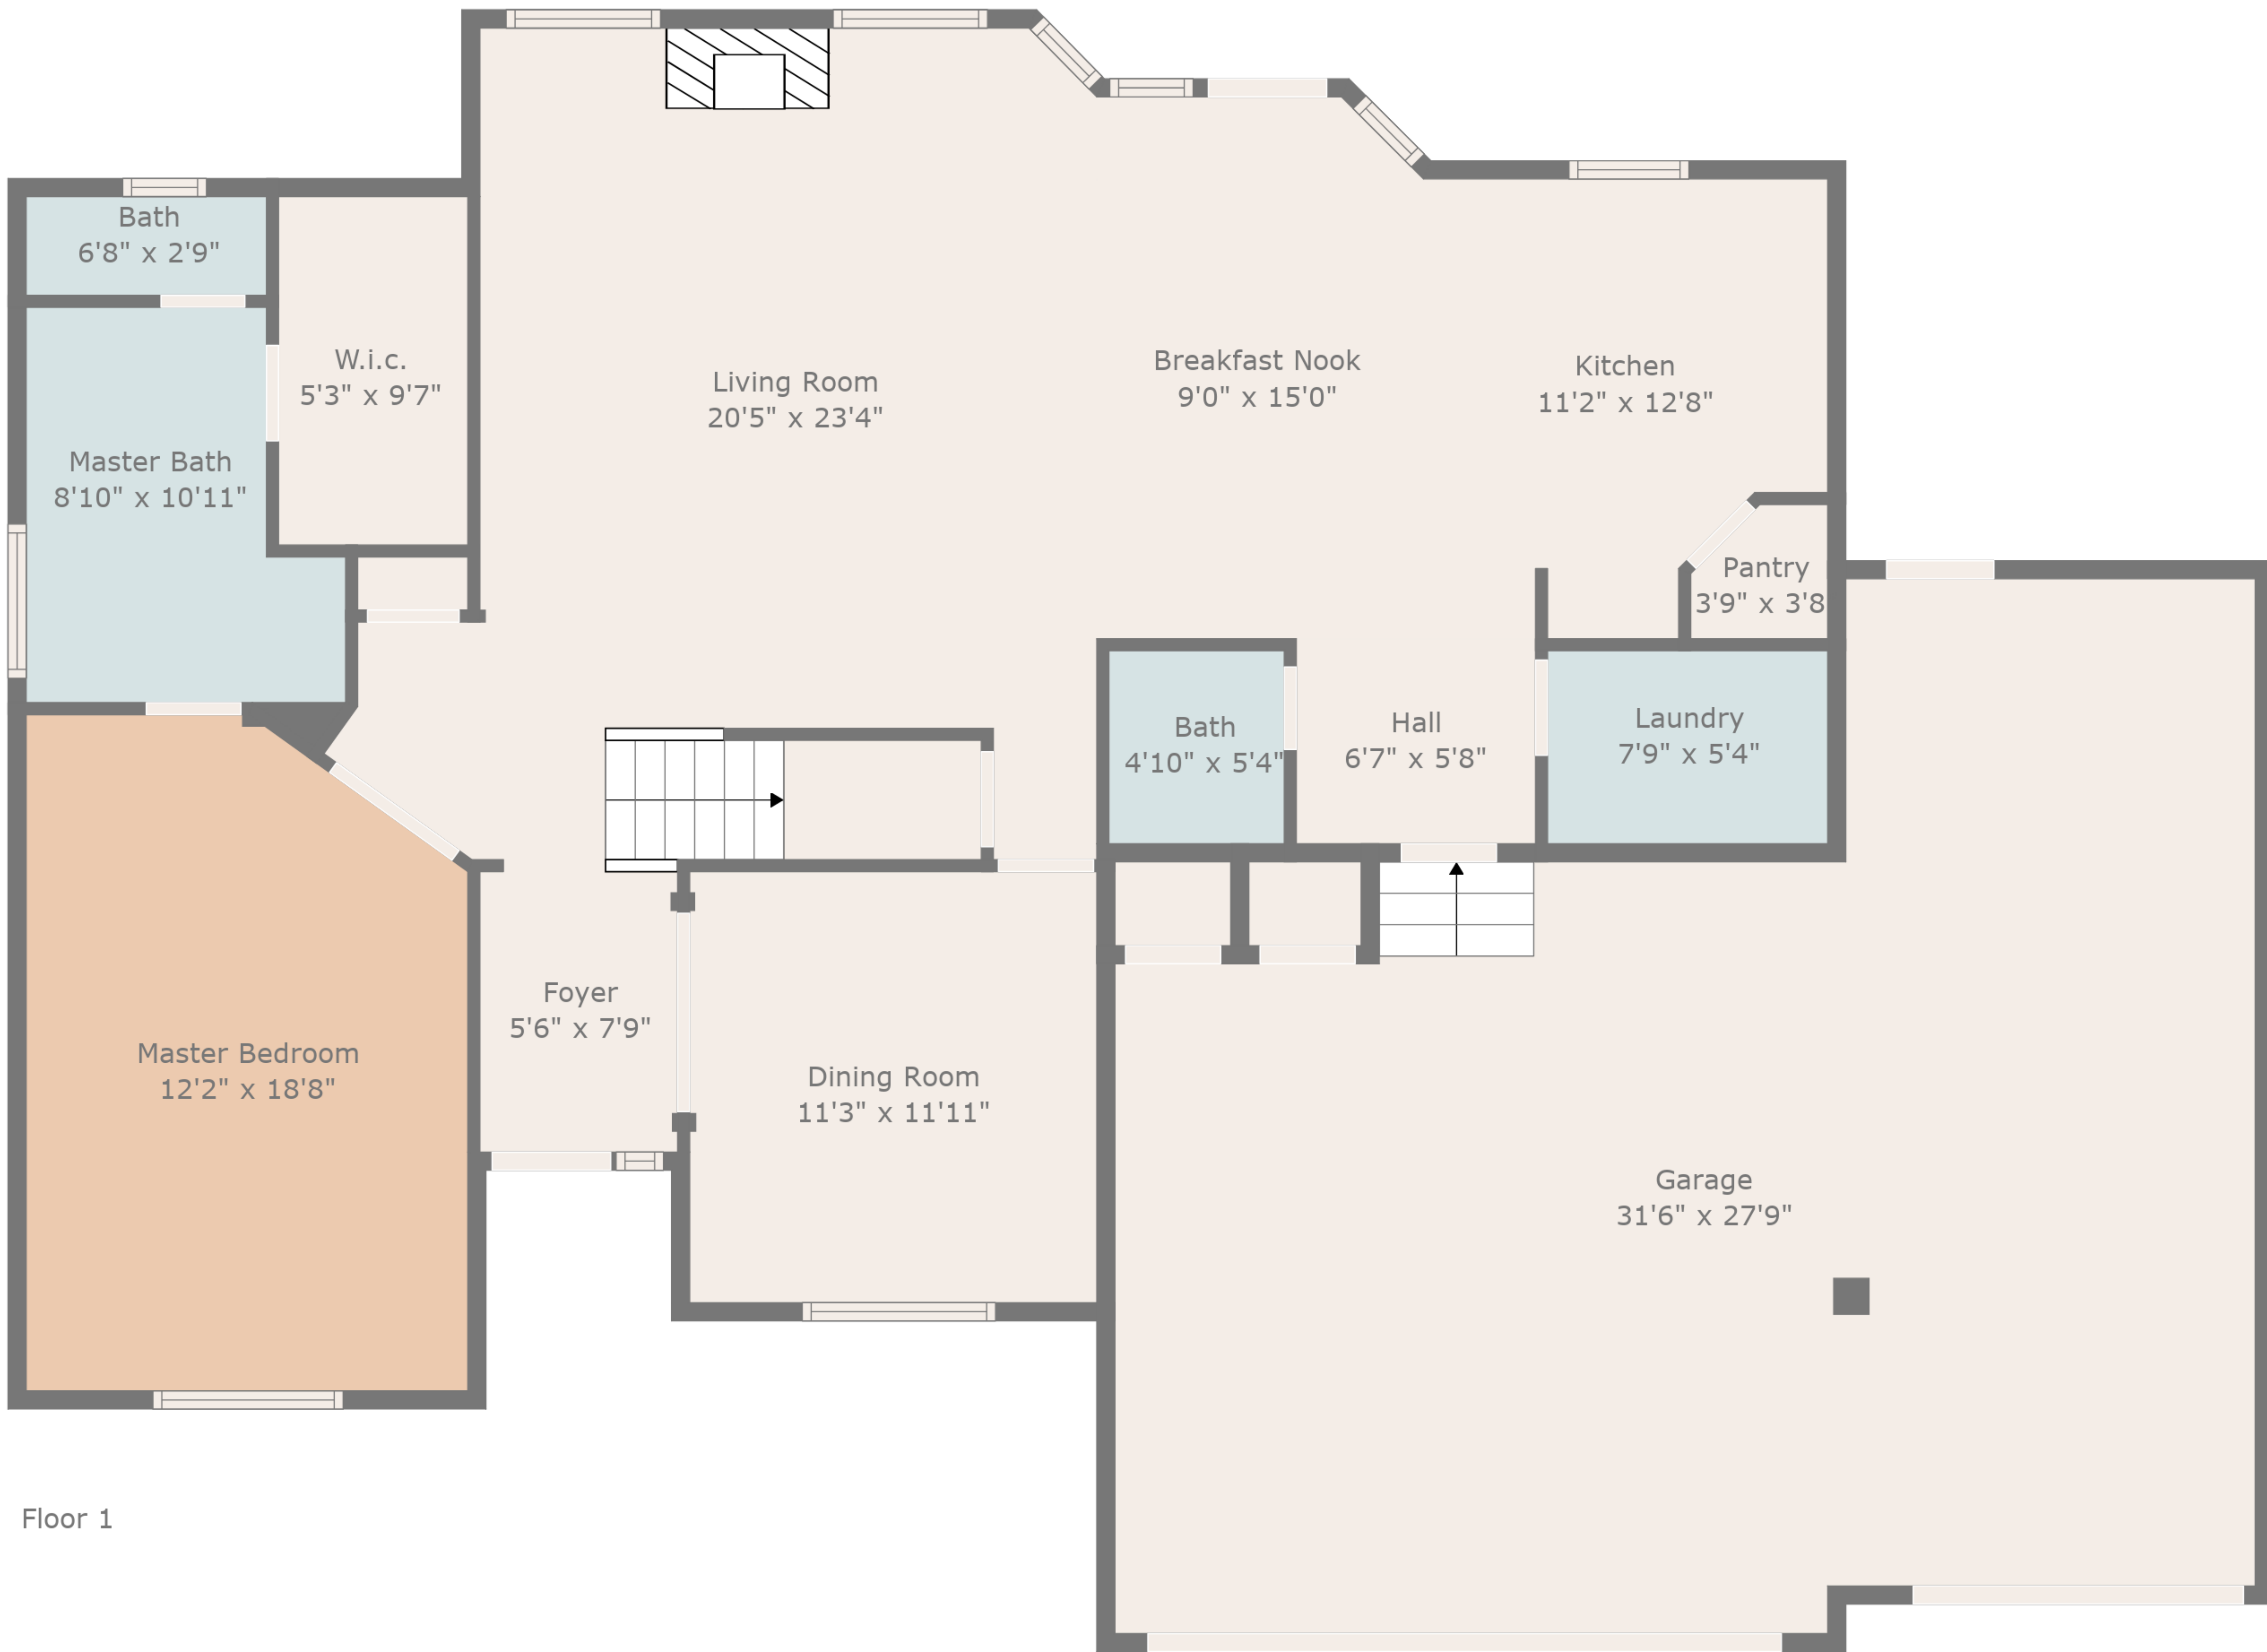 Bath
6'8" x 2'9"
W.i.c.
5'3" x 9'7"
Living Room
20'5" x 23'4"
Breakfast Nook
9'0" x 15'0"
Kitchen
11'2" x 12'8"
Master Bath
8'10" x 10'11"
Pantry
3'9" x 3'8
Bath
4'10" x 5'4"
Hall
6'7" x 5'8"
Laundry
7'9" x 5'4"
Foyer
5'6" x 7'9"
Master Bedroom
12'2" x 18'8"
Dining Room
11'3" x 11'11"
Garage
31'6" x 27'9"
Floor 1